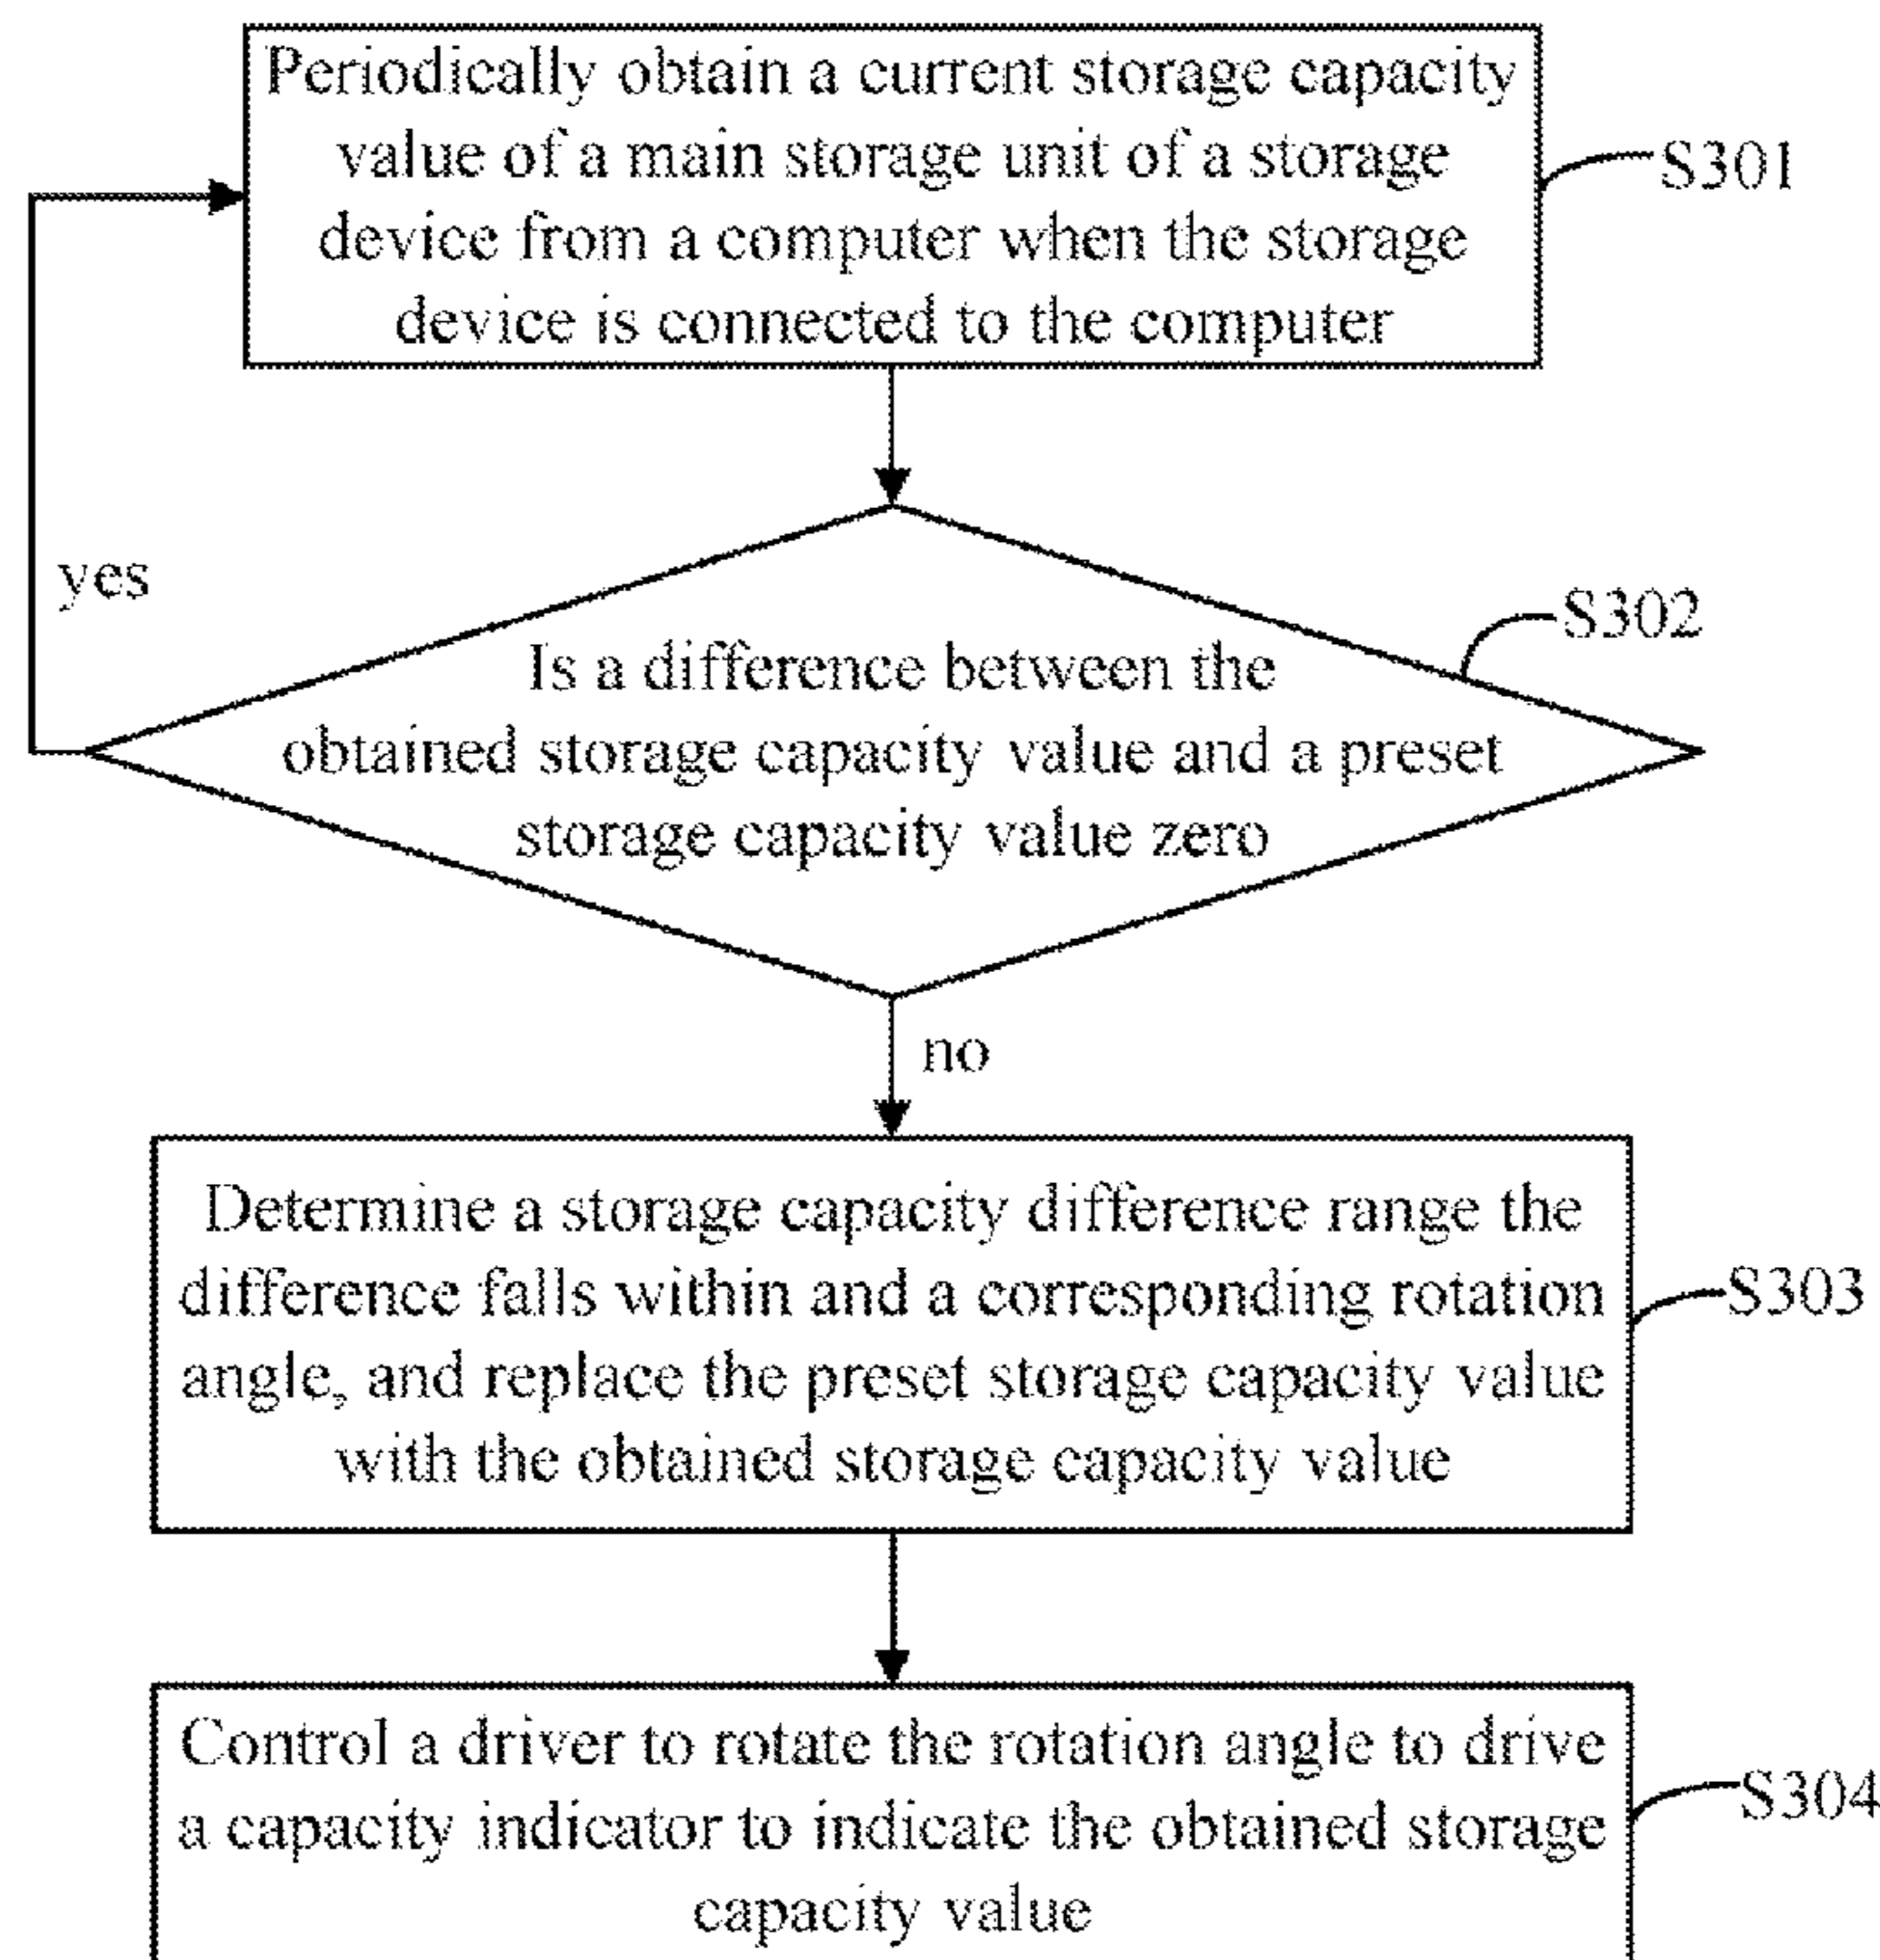 Periodically obtain a current storage capacity
value of a main storage unit of a storage
device from a computer when the storage
device is connected to the computer
S301
yes
S302
Is a difference between the
obtained storage capacity value and a preset
storage capacity value zero
no
Determine a storage capacity difference range the
difference falls within and a corresponding rotation
angle, and replace the preset storage capacity value
with the obtained storage capacity value
S303
Control a driver to rotate the rotation angle to drive
a capacity indicator to indicate the obtained storage
capacity value
S304